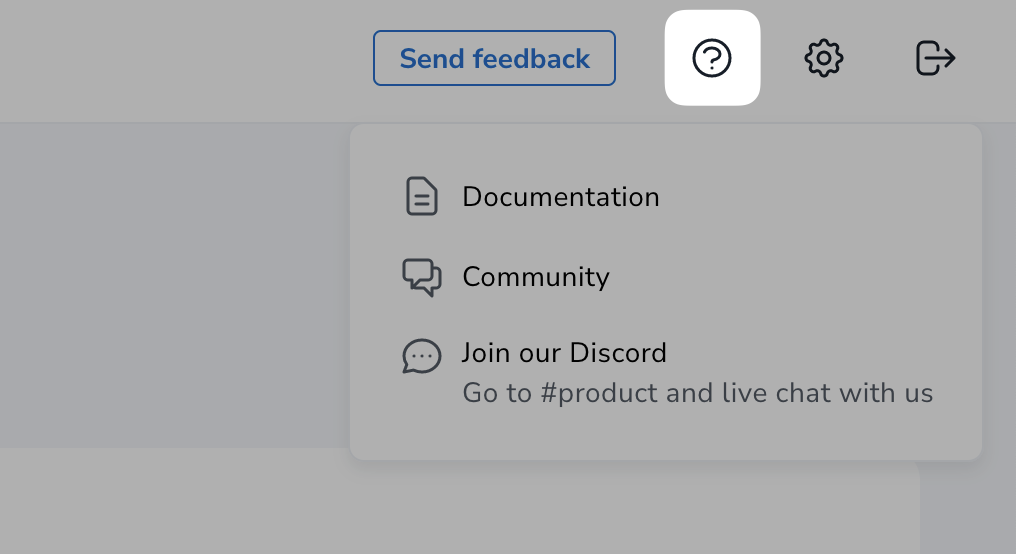 Send feedback
Documentation
Community
Join our Discord
Go to #product and live chat with us